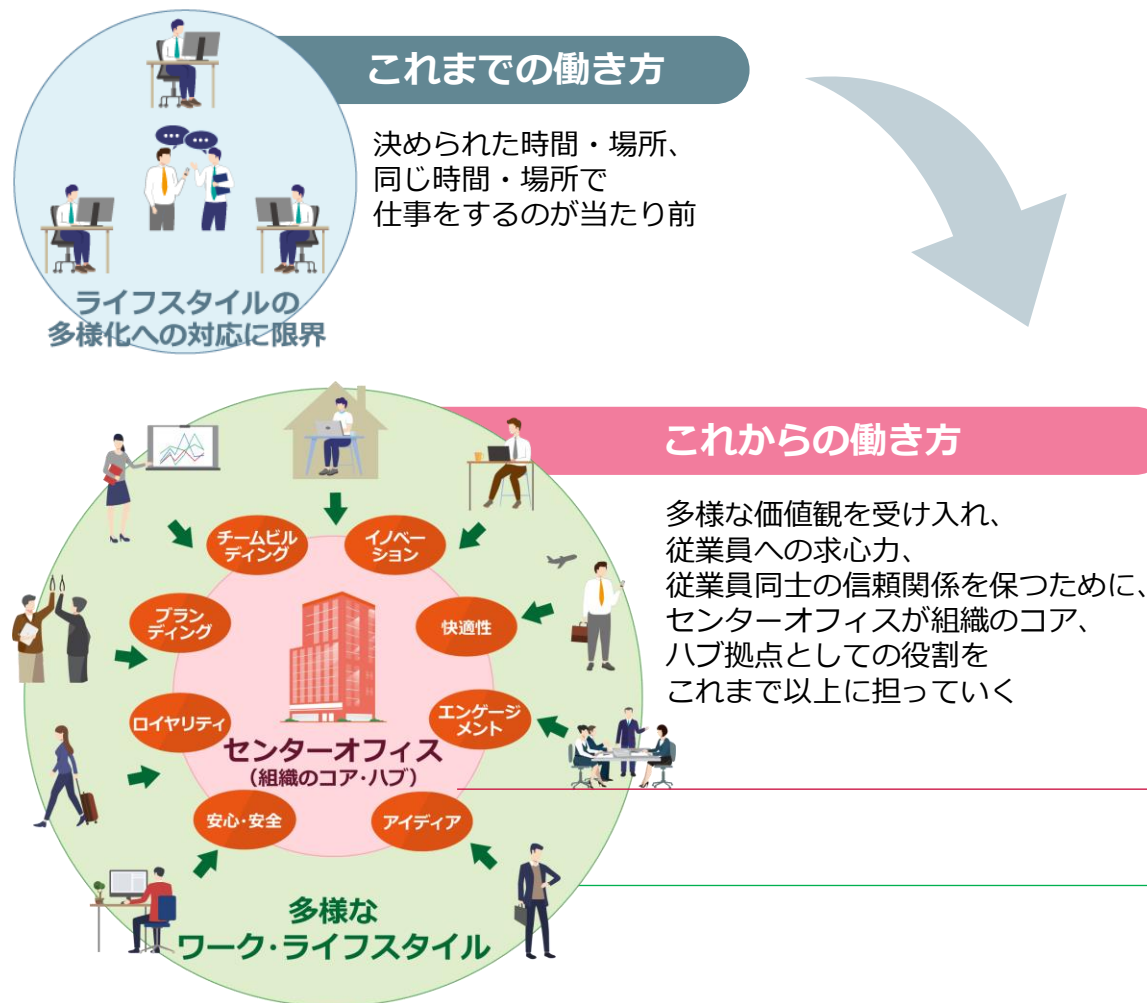 これまでの働き方
決められた時間・場所、
同じ時間・場所で
仕事をするのが当たり前
ライフスタイルの
多様化への対応に限界
これからの働き方
多様な価値観を受け入れ、
従業員への求心力、
従業員同士の信頼関係を保つために、
センターオフィスが組織のコア、
ハブ拠点としての役割を
これまで以上に担っていく
チームビル
ディング
イノベー
ション
ブラン
ディング
快適性
ロイヤリティ
エンゲージ
メント
センターオフィス
（組織のコア・ハブ）
安心・安全
アイディア
多様な
ワーク・ライフスタイル